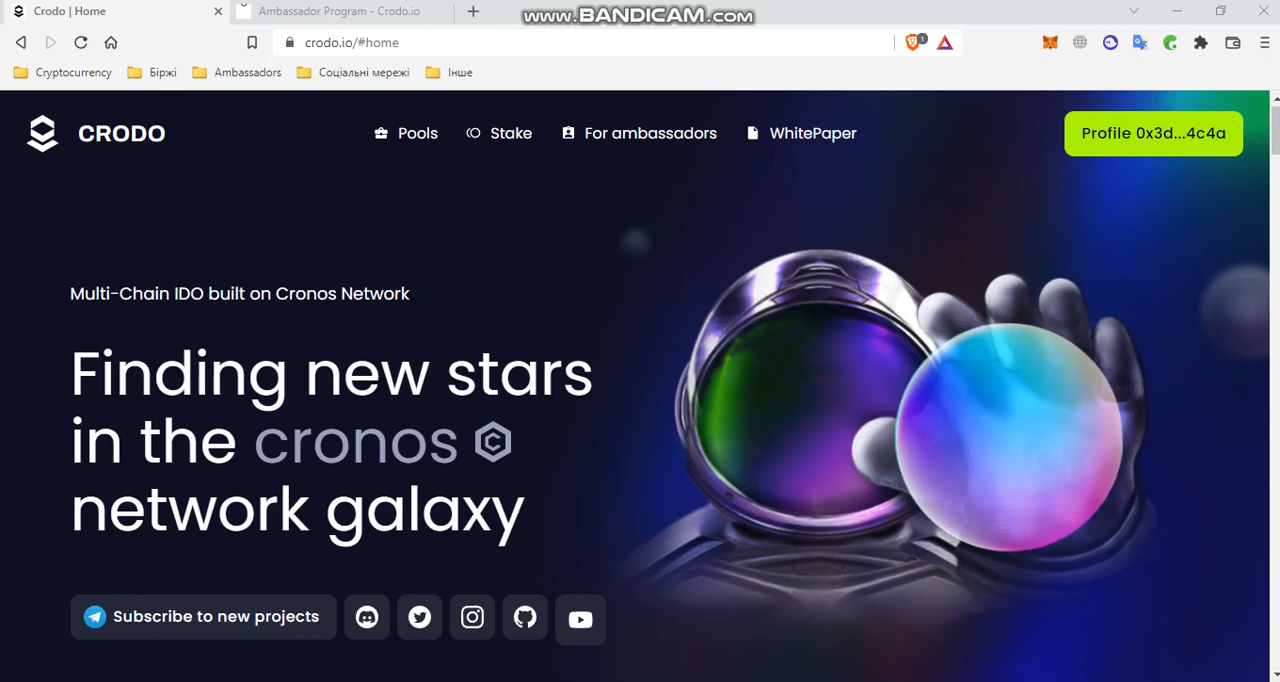 Crodo | Home
Ambassador Program - Crodo.io
www.BANDICAM.com
crodo.io/#home
1
Cryptocurrency
Біржі
Ambassadors
Соціальні мережі
Інше
CRODO
Pools
Stake
For ambassadors
WhitePaper
Profile 0x3d...4c4a
Multi-Chain IDO built on Cronos Network
Finding new stars
in the cronos
network galaxy
Subscribe to new projects